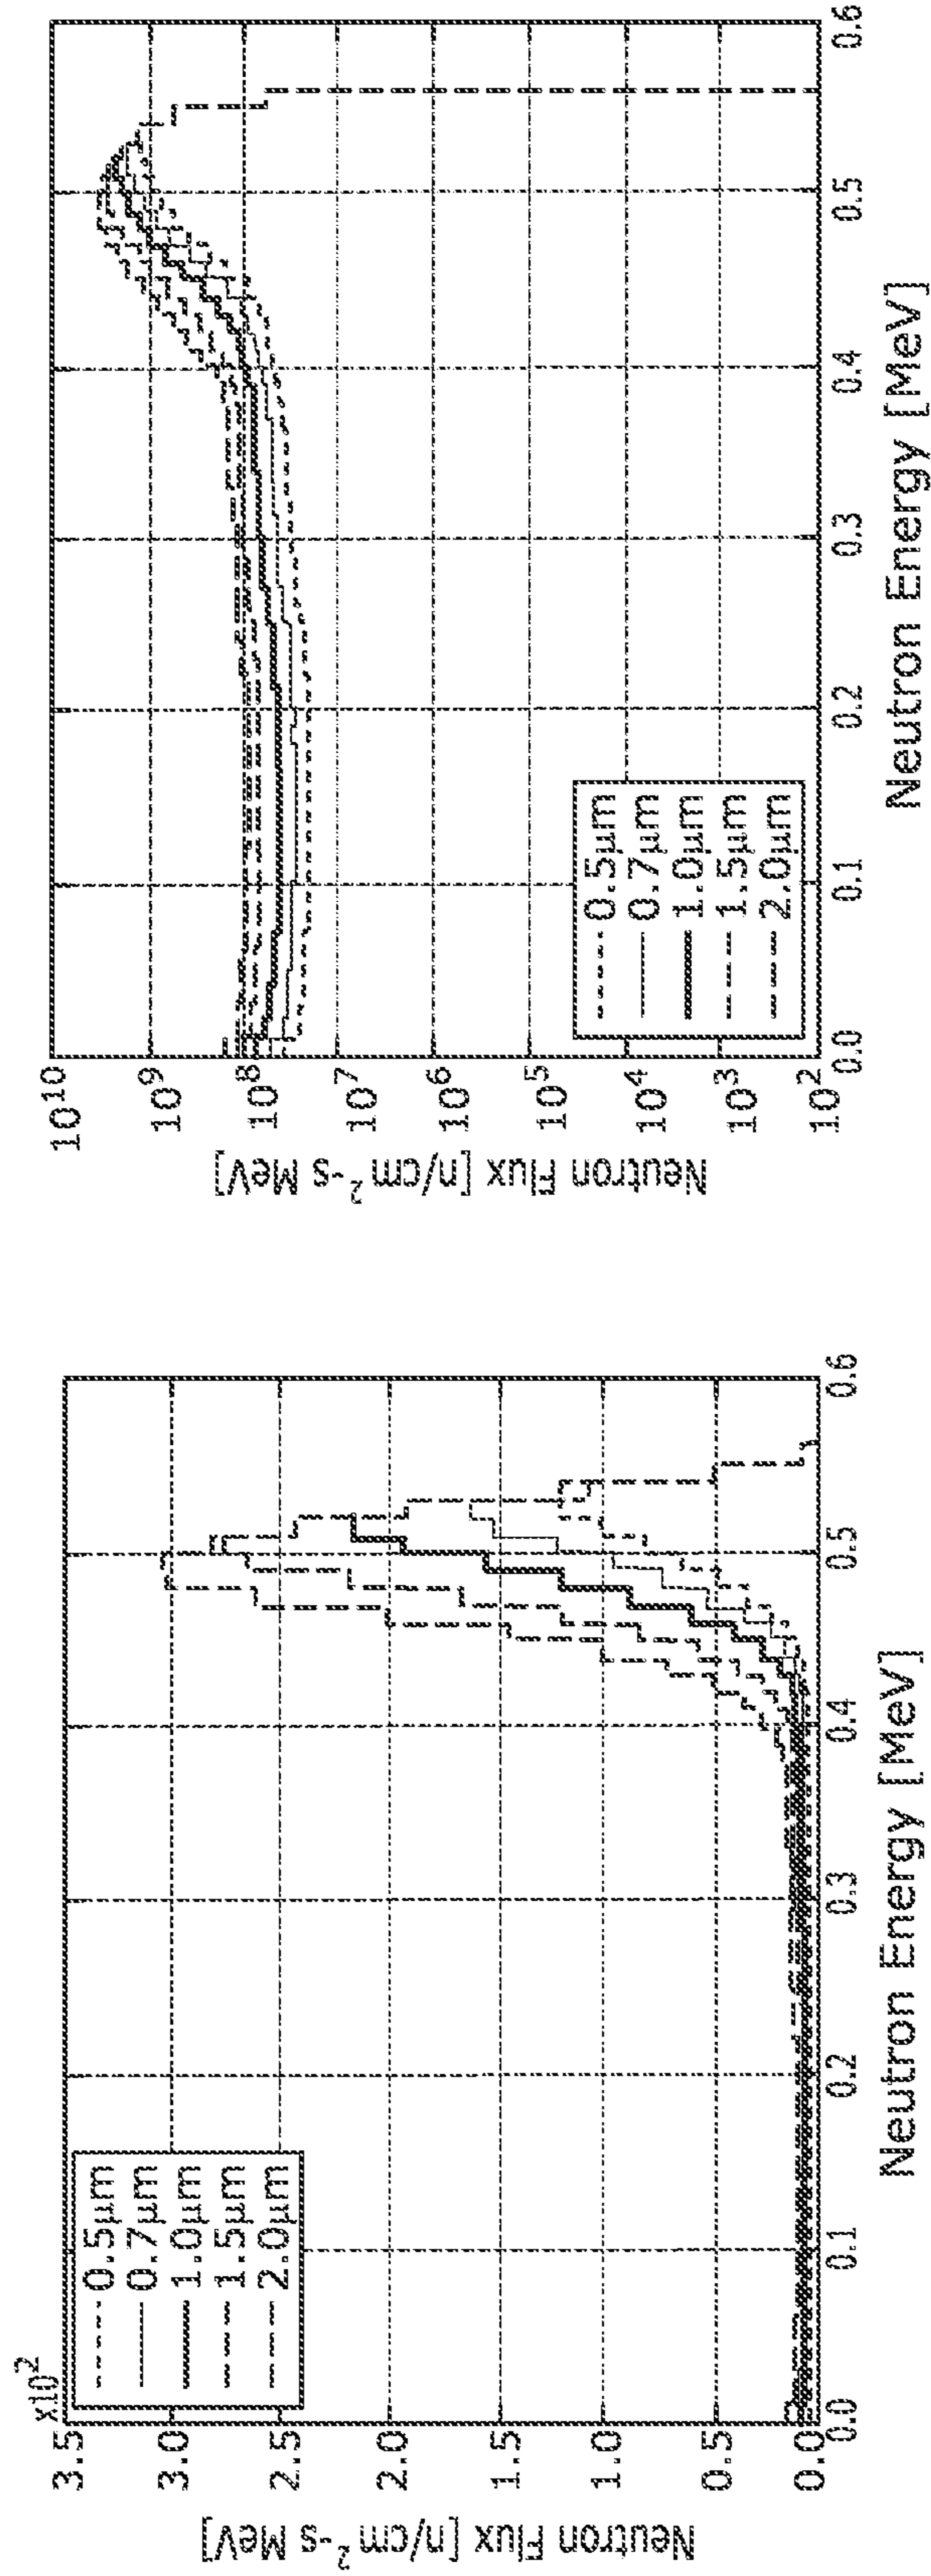 x10²
3.5
3.0
2.5
2.0
1.5
1.0
0.5
0.0
Neutron Flux [n/cm²-s MeV]
0.5μm
0.7μm
1.0μm
1.5μm
2.0μm
0.0 0.1 0.2 0.3 0.4 0.5 0.6
Neutron Energy [MeV]
10¹⁰
10⁹
10⁸
10⁷
10⁶
10⁵
10⁴
10³
10²
Neutron Flux [n/cm²-s MeV]
0.5μm
0.7μm
1.0μm
1.5μm
2.0μm
0.0 0.1 0.2 0.3 0.4 0.5 0.6
Neutron Energy [MeV]